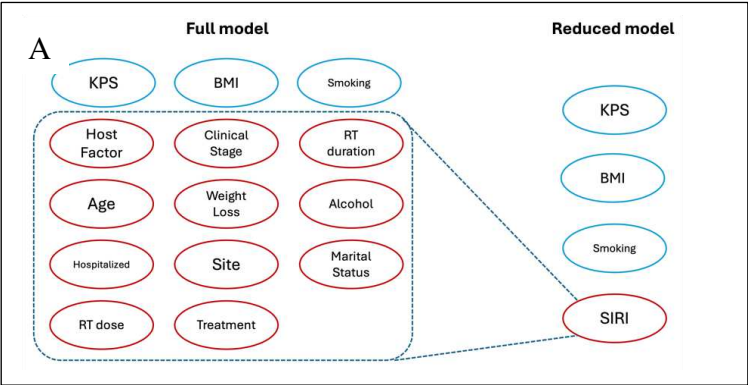 Full model
Reduced model
A
KPS
BMI
Smoking
Host
Factor
Clinical
Stage
RT
duration
Age
Weight
Loss
Alcohol
Hospitalized
Site
Marital
Status
RT dose
Treatment
KPS
BMI
Smoking
SIRI